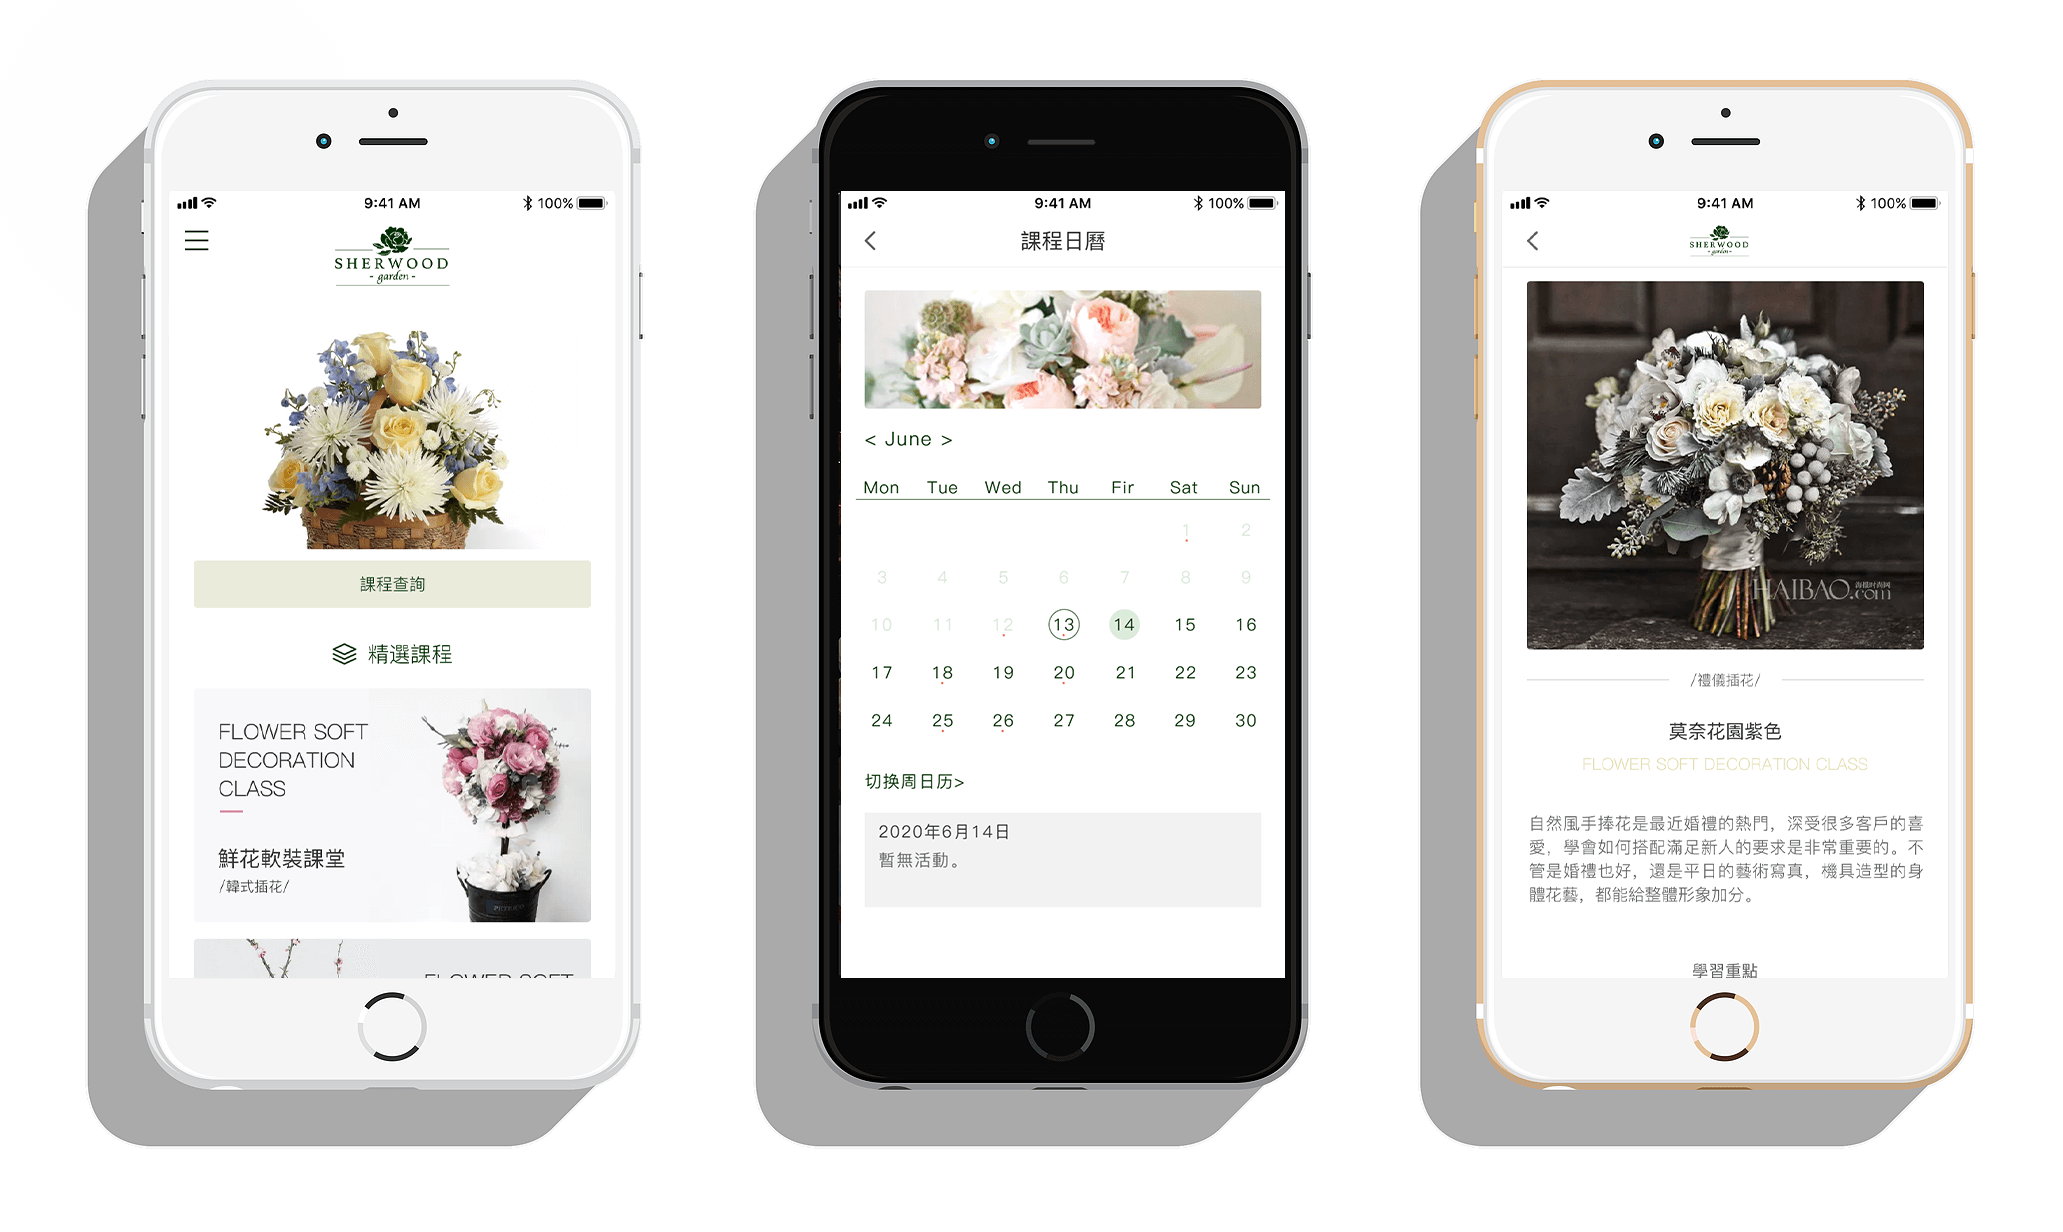 9:41 AM
100%
SHERWOOD
- garden -
課程查詢
精選課程
FLOWER SOFT
DECORATION
CLASS
鮮花軟裝課堂
/韓式插花/
FLOWER SOFT
9:41 AM
100%
課程日曆
< June >
Mon Tue Wed Thu Fir Sat Sun
1 2
3 4 5 6 7 8 9
10 11 12 13 14 15 16
17 18 19 20 21 22 23
24 25 26 27 28 29 30
切换周日历>
2020年6月14日
暫無活動。
9:41 AM
100%
SHERWOOD
- garden -
HAIBAO.com 海报时尚网
/禮儀插花/
莫奈花園紫色
FLOWER SOFT DECORATION CLASS
自然風手捧花是最近婚禮的熱門，深受很多客戶的喜
愛，學會如何搭配滿足新人的要求是非常重要的。不
管是婚禮也好，還是平日的藝術寫真，機具造型的身
體花藝，都能給整體形象加分。
學習重點